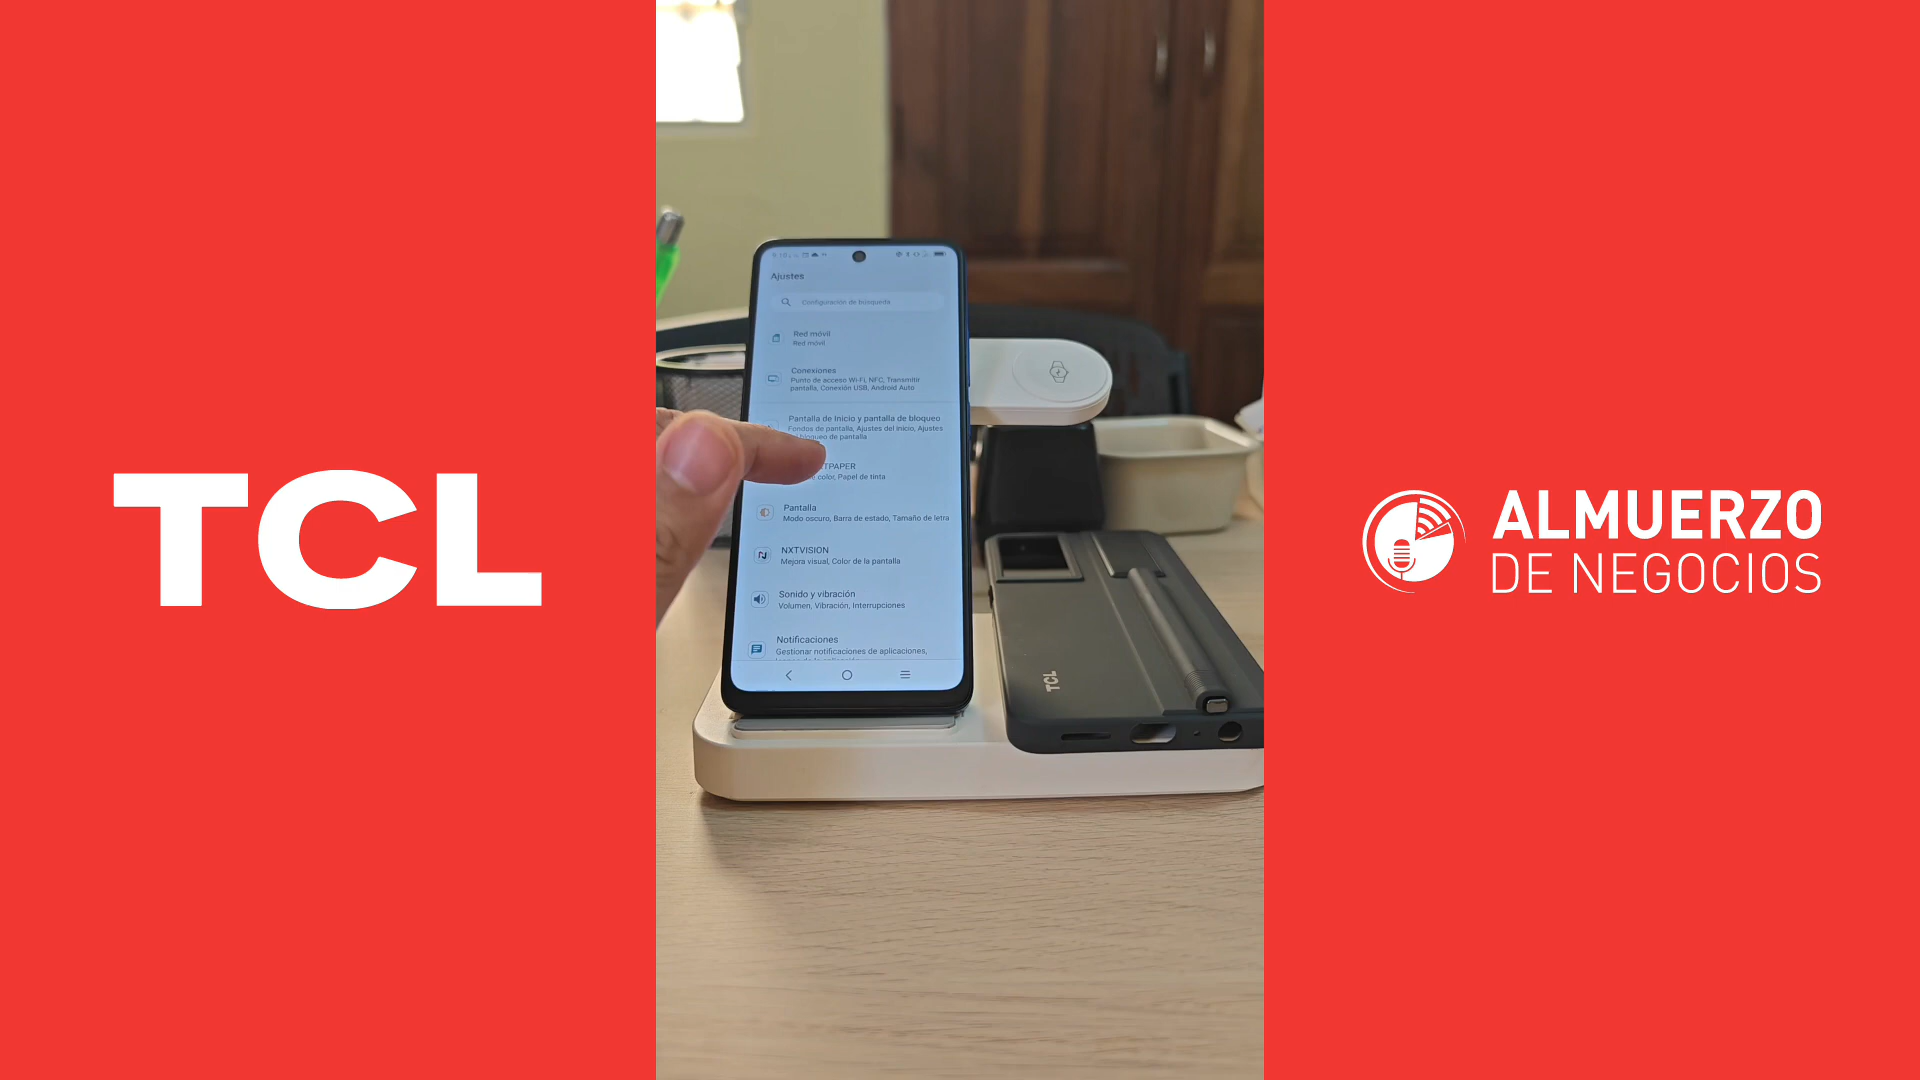 TCL
Ajustes
Configuración de búsqueda
Red móvil
Red móvil
Conexiones
Punto de acceso Wi-Fi, NFC, Transmitir
pantalla, Conexión USB, Android Auto
Pantalla de Inicio y pantalla de bloqueo
Fondos de pantalla, Ajustes del inicio, Ajustes
bloqueo de pantalla
TPAPER
color, Papel de tinta
Pantalla
Modo oscuro, Barra de estado, Tamaño de letra
NXTVISION
Mejora visual, Color de la pantalla
Sonido y vibración
Volumen, Vibración, Interrupciones
Notificaciones
Gestionar notificaciones de aplicaciones,
TCL
ALMUERZO
DE NEGOCIOS